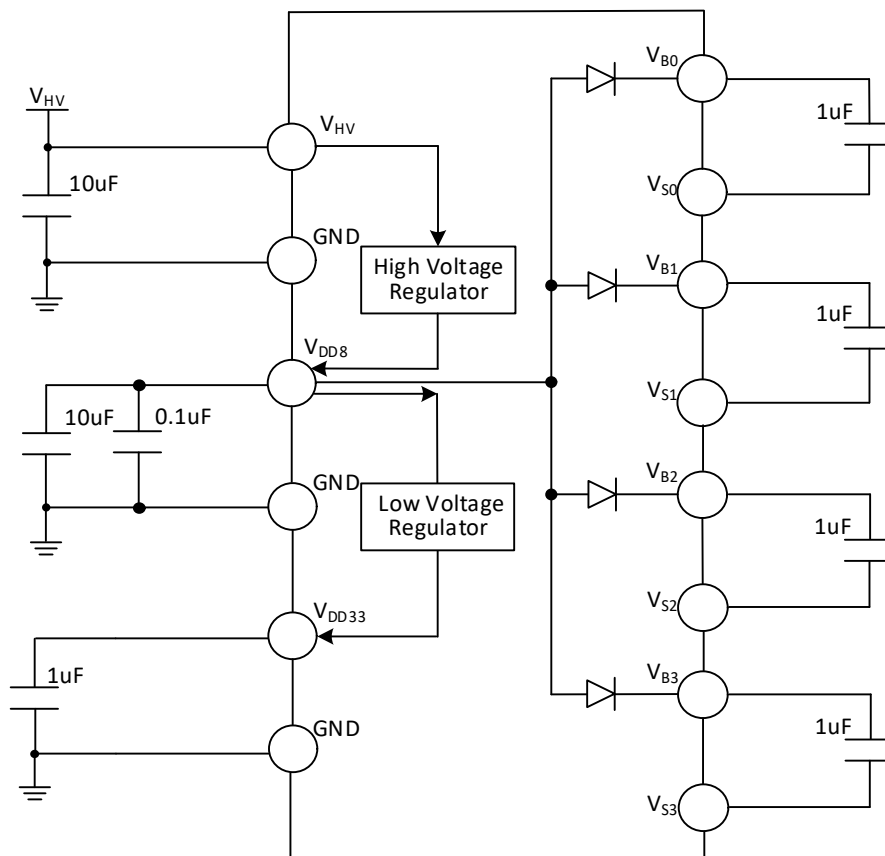 V_HV
10uF
V_HV
GND
High Voltage
Regulator
V_DD8
10uF
0.1uF
GND
Low Voltage
Regulator
V_DD33
1uF
GND
V_B0
1uF
V_S0
V_B1
1uF
V_S1
V_B2
1uF
V_S2
V_B3
1uF
V_S3